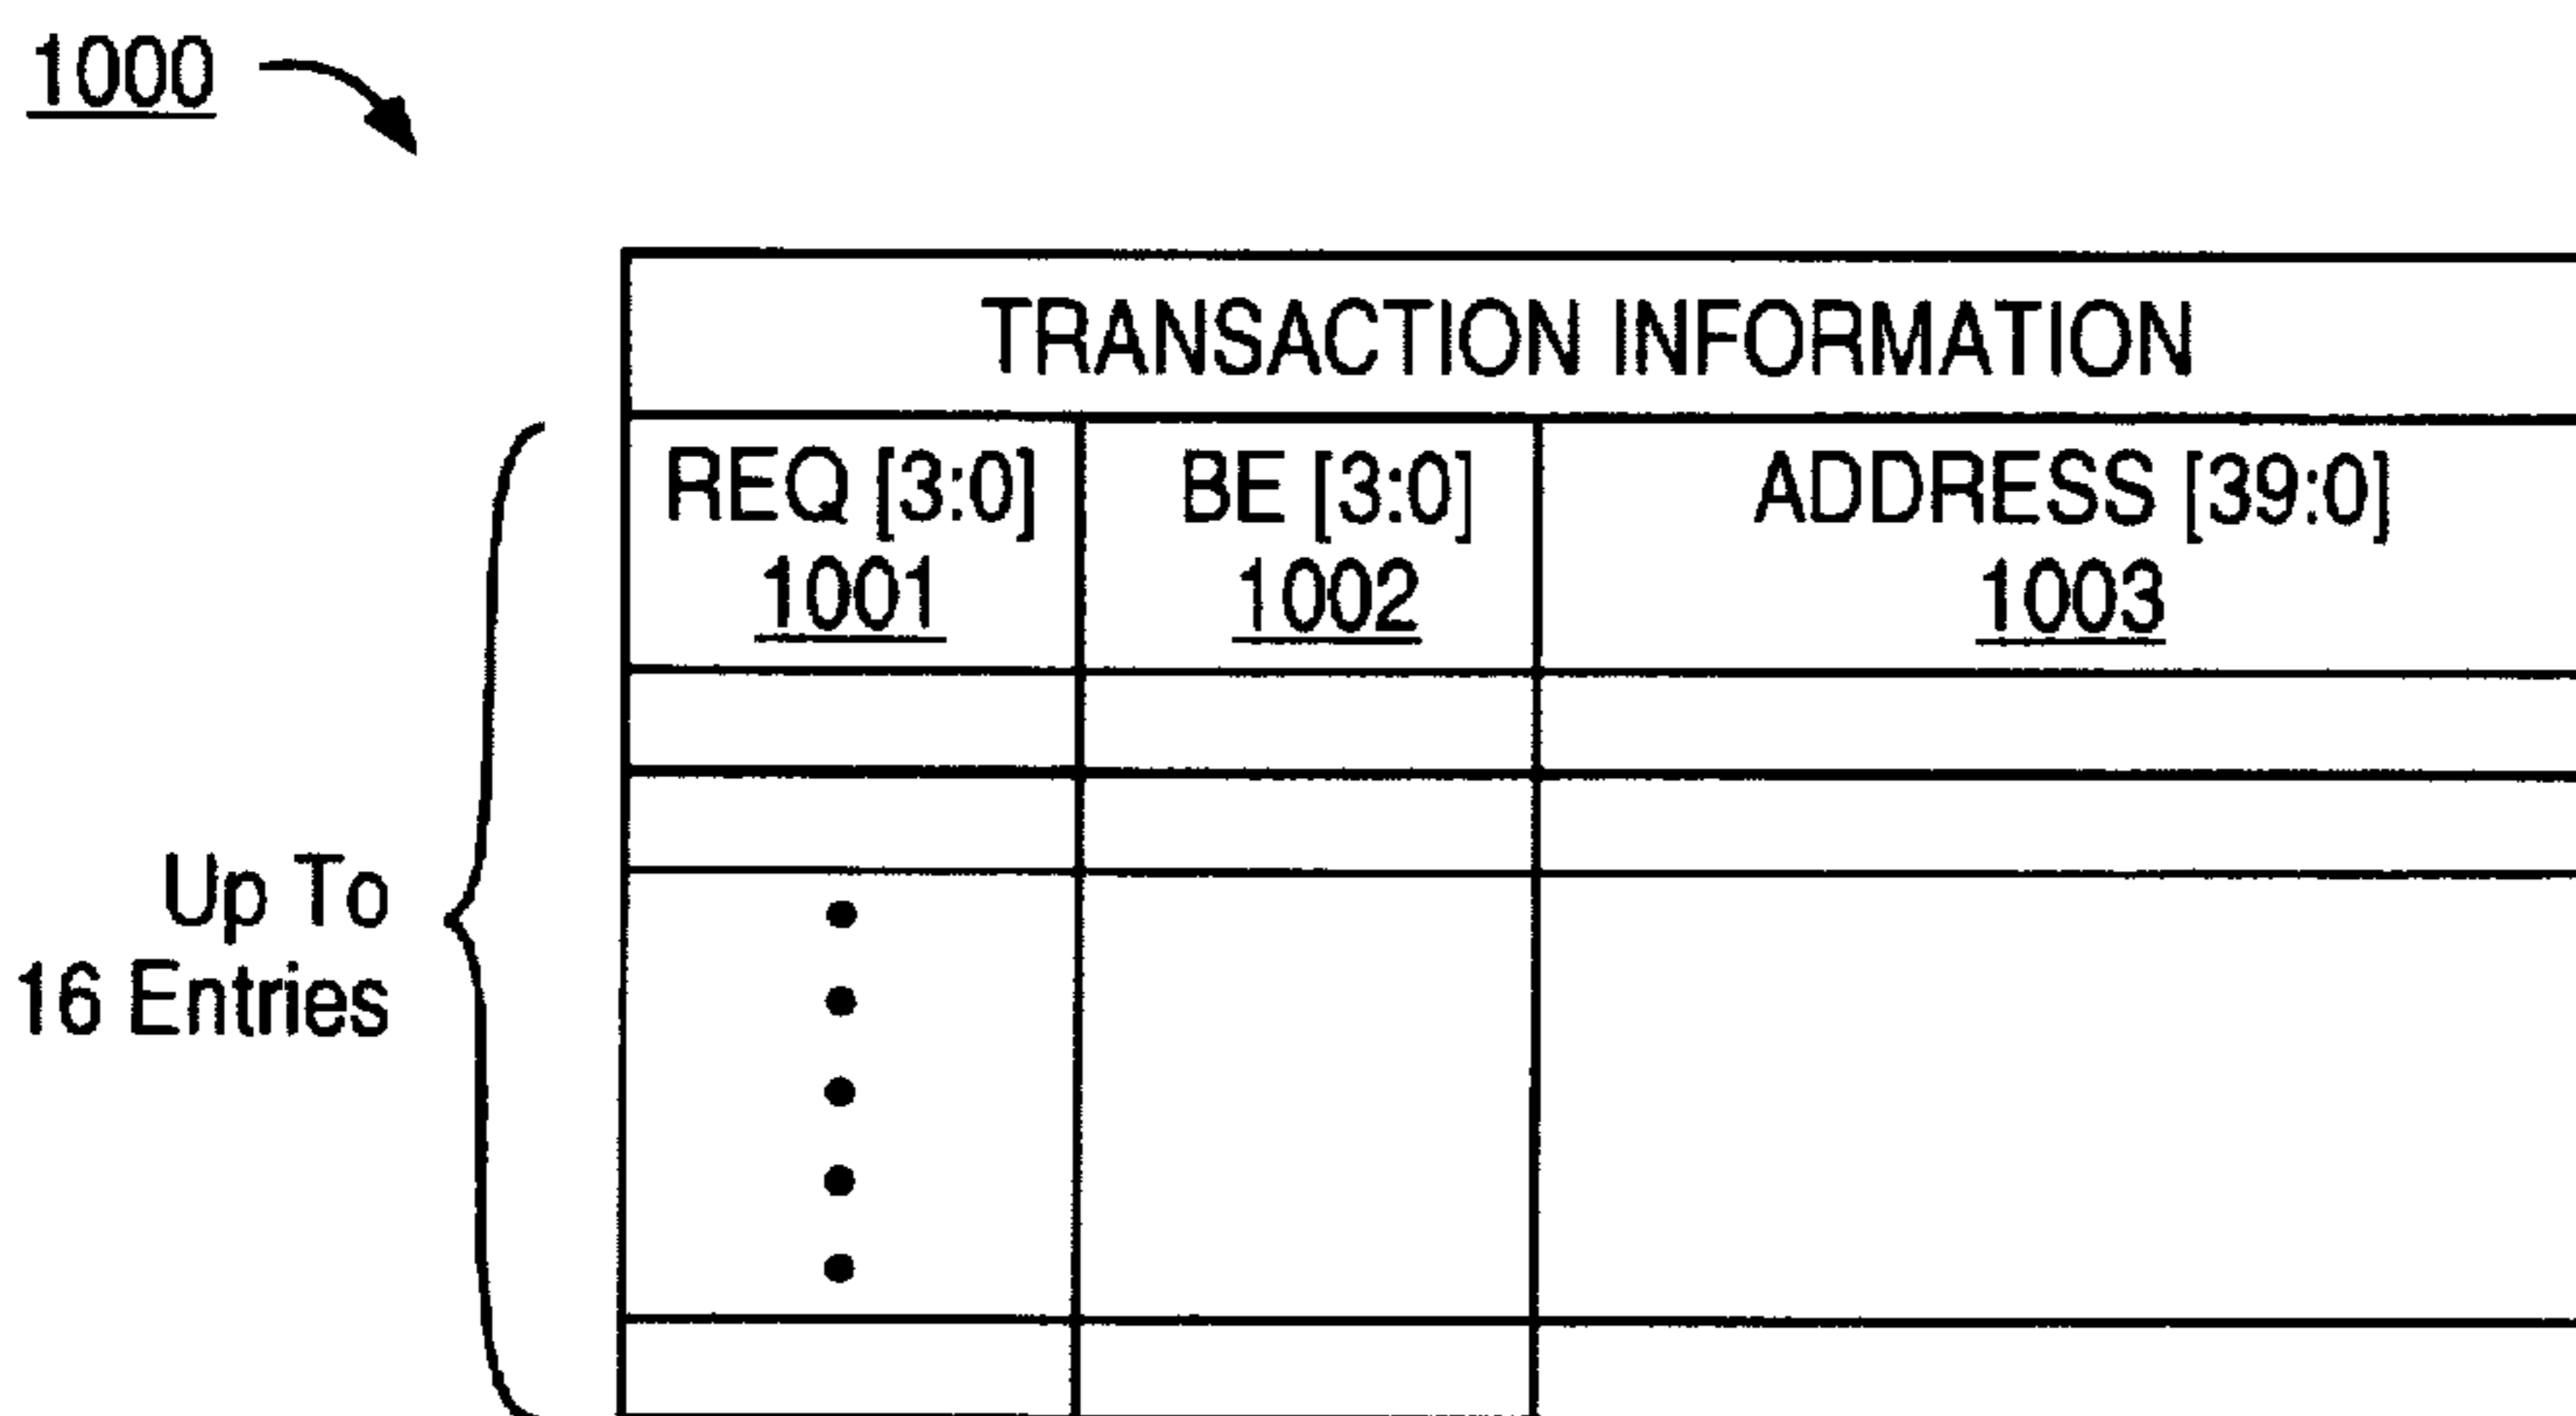 1000
TRANSACTION INFORMATION
REQ [3:0] BE [3:0] ADDRESS [39:0]
1001 1002 1003
Up To
16 Entries